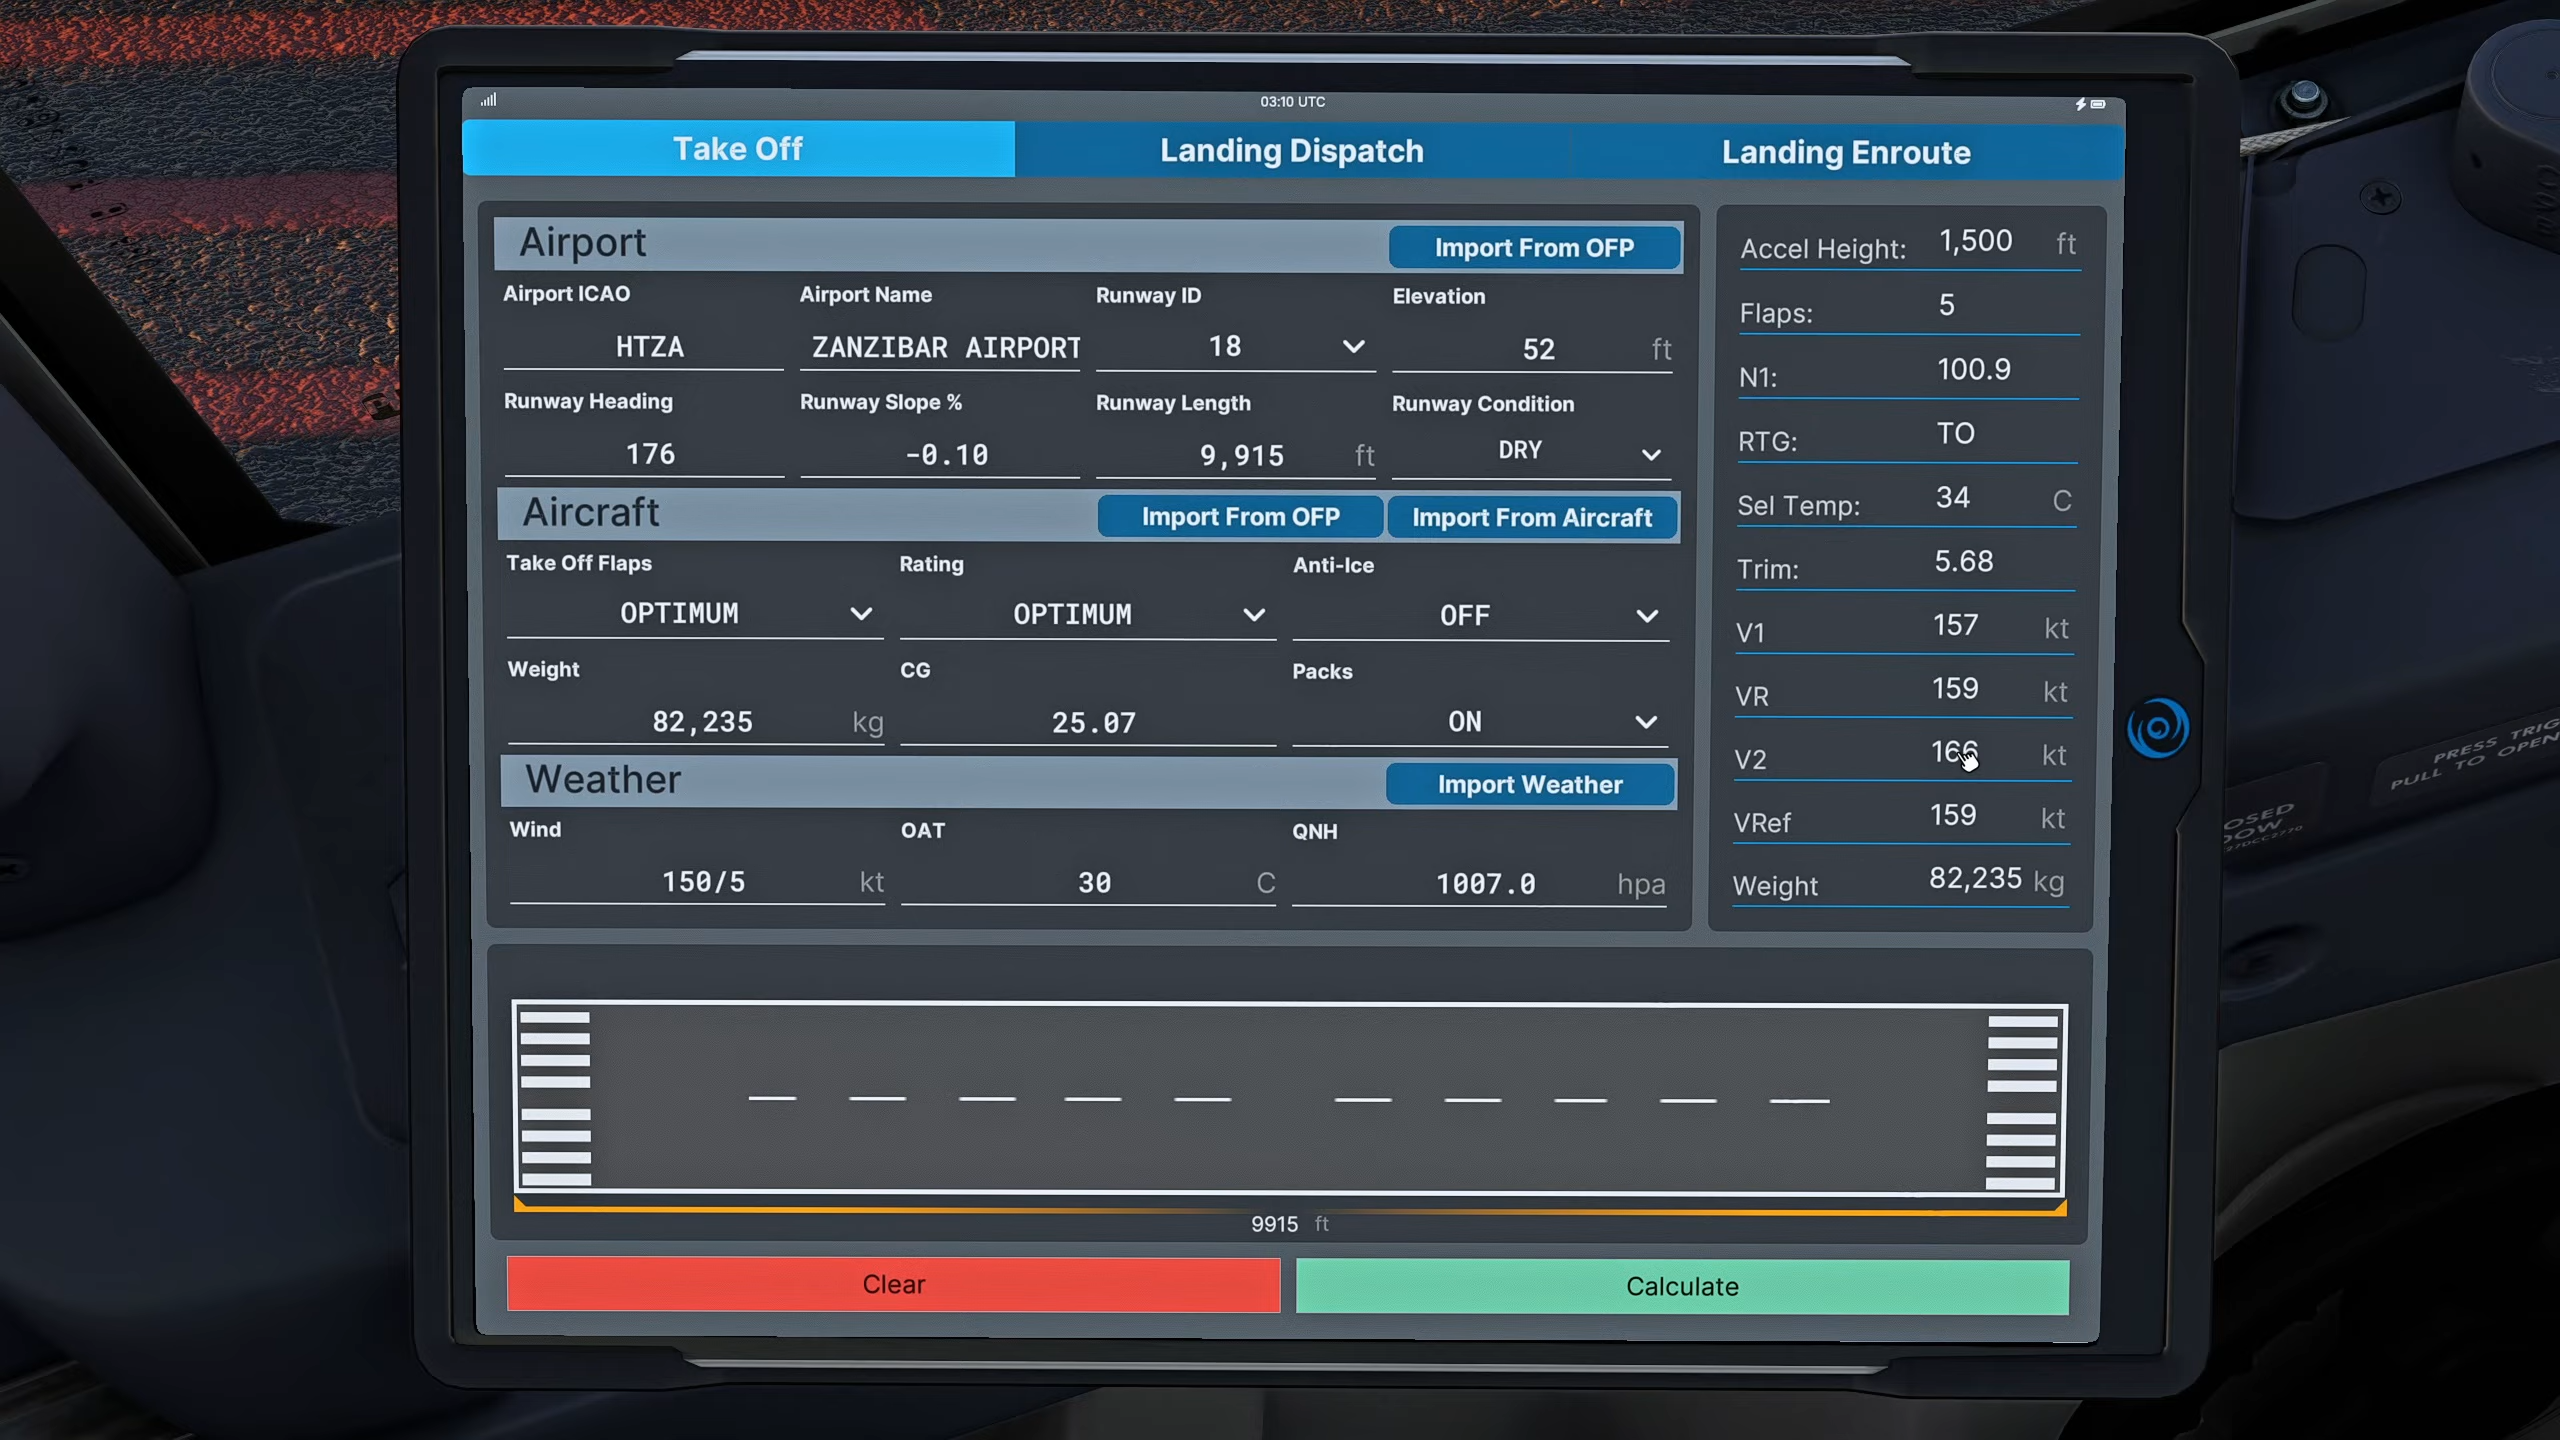 03:10 UTC
Take Off
Landing Dispatch
Landing Enroute
Airport
Import From OFP
Airport ICAO
Airport Name
Runway ID
Elevation
HTZA
ZANZIBAR AIRPORT
18
52 ft
Runway Heading
Runway Slope %
Runway Length
Runway Condition
176
-0.10
9,915 ft
DRY
Aircraft
Import From OFP
Import From Aircraft
Take Off Flaps
Rating
Anti-Ice
OPTIMUM
OPTIMUM
OFF
Weight
CG
Packs
82,235 kg
25.07
ON
Weather
Import Weather
Wind
OAT
QNH
150/5 kt
30 C
1007.0 hpa
Accel Height: 1,500 ft
Flaps: 5
N1: 100.9
RTG: TO
Sel Temp: 34 C
Trim: 5.68
V1 157 kt
VR 159 kt
V2 166 kt
VRef 159 kt
Weight 82,235 kg
9915 ft
Clear
Calculate
PRESS TRIG
PULL TO OPEN